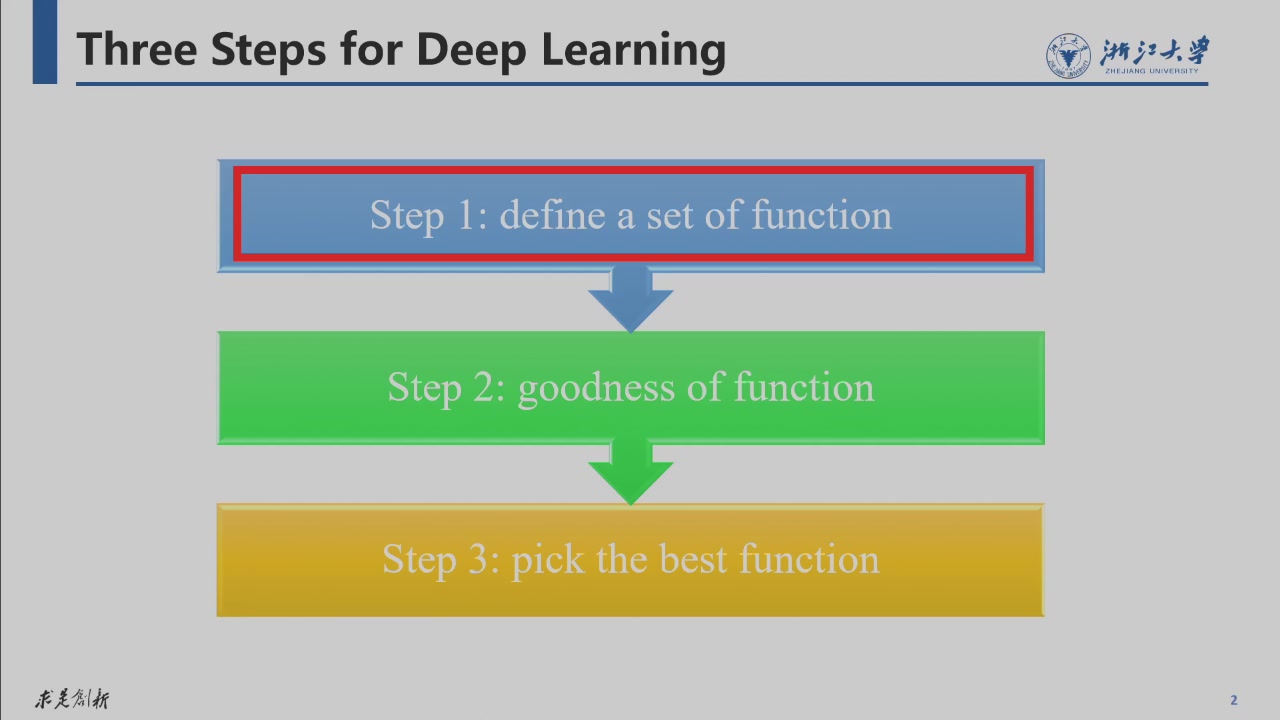 Three Steps for Deep Learning
浙江大学
ZHEJIANG UNIVERSITY
Step 1: define a set of function
Step 2: goodness of function
Step 3: pick the best function
求是創新
2